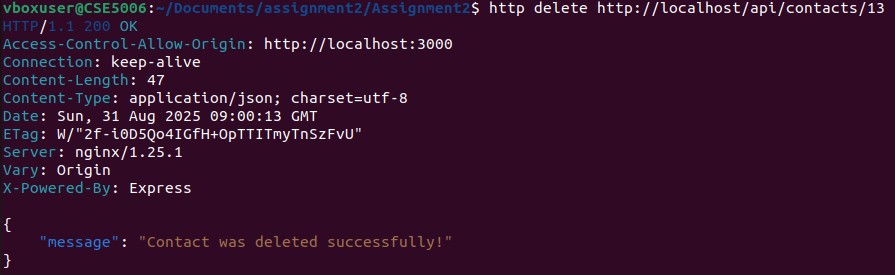 vboxuser@CSE5006:~/Documents/assignment2/Assignment2$ http delete http://localhost/api/contacts/13
HTTP/1.1 200 OK
Access-Control-Allow-Origin: http://localhost:3000
Connection: keep-alive
Content-Length: 47
Content-Type: application/json; charset=utf-8
Date: Sun, 31 Aug 2025 09:00:13 GMT
ETag: W/"2f-i0D5Qo4IGfH+OpTTITmyTnSzFvU"
Server: nginx/1.25.1
Vary: Origin
X-Powered-By: Express

{
    "message": "Contact was deleted successfully!"
}